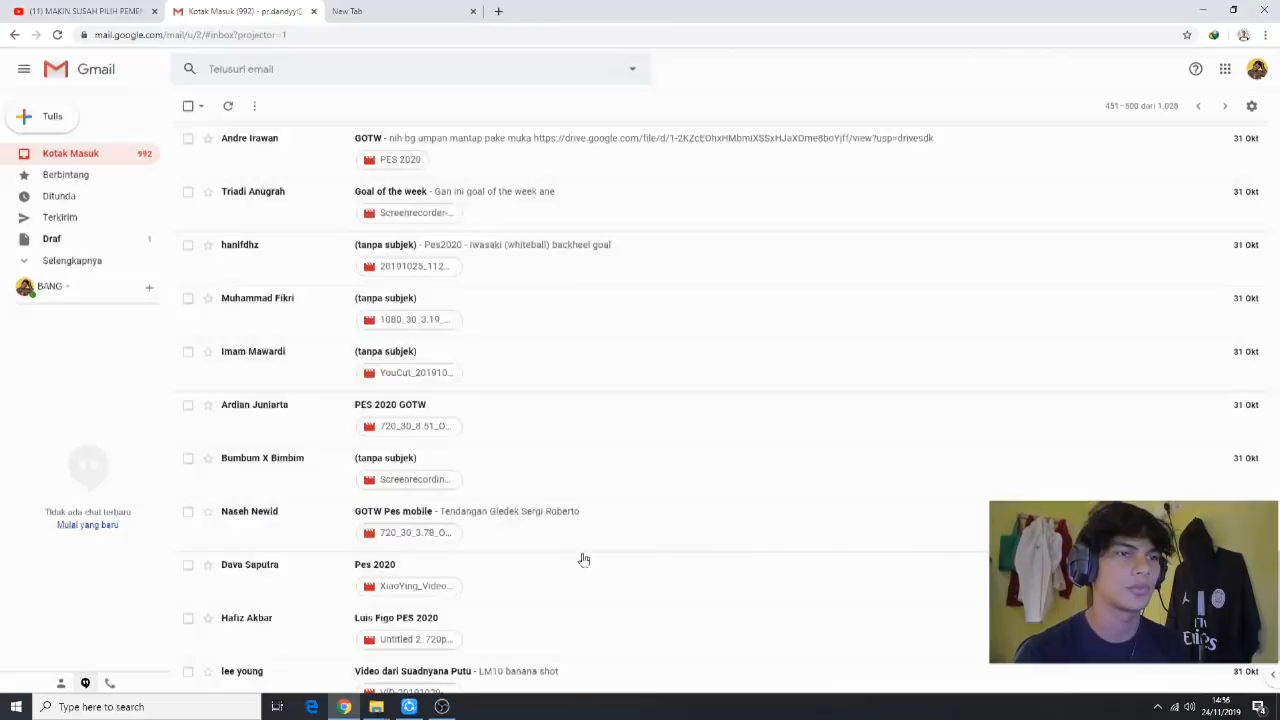 (11) MAKIN SUSAH PILIH PEME
Kotak Masuk (992) - pr.dandyy@
New Tab
mail.google.com/mail/u/2/#inbox?projector=1
Gmail
Telusuri email
Tulis
451–500 dari 1.028
Kotak Masuk 992
Berbintang
Ditunda
Terkirim
Draf 1
Selengkapnya
BANG
Andre Irawan GOTW - nih bg umpan mantap pake muka https://drive.google.com/file/d/1-2KZcEOhxHMbmiXSSxHJaXOme8boYjff/view?usp=drivesdk 31 Okt
PES 2020
Triadi Anugrah Goal of the week - Gan ini goal of the week ane 31 Okt
Screenrecorder-...
hanifdhz (tanpa subjek) - Pes2020 - iwasaki (whiteball) backheel goal 31 Okt
20191025_112...
Muhammad Fikri (tanpa subjek) 31 Okt
1080_30_3.19_...
Imam Mawardi (tanpa subjek) 31 Okt
YouCut_201910...
Ardian Juniarta PES 2020 GOTW 31 Okt
720_30_8.51_O...
Bumbum X Bimbim (tanpa subjek) 31 Okt
Screenrecordin...
Naseh Newid GOTW Pes mobile - Tendangan Gledek Sergi Roberto
720_30_3.78_O...
Dava Saputra Pes 2020
XiaoYing_Video...
Hafiz Akbar Luis Figo PES 2020
Untitled 2_720p...
lee young Video dari Suadnyana Putu - LM10 banana shot 31 Okt
VID-20191029-
Tidak ada chat terbaru
Mulai yang baru
Type here to search
14:56
24/11/2019
4